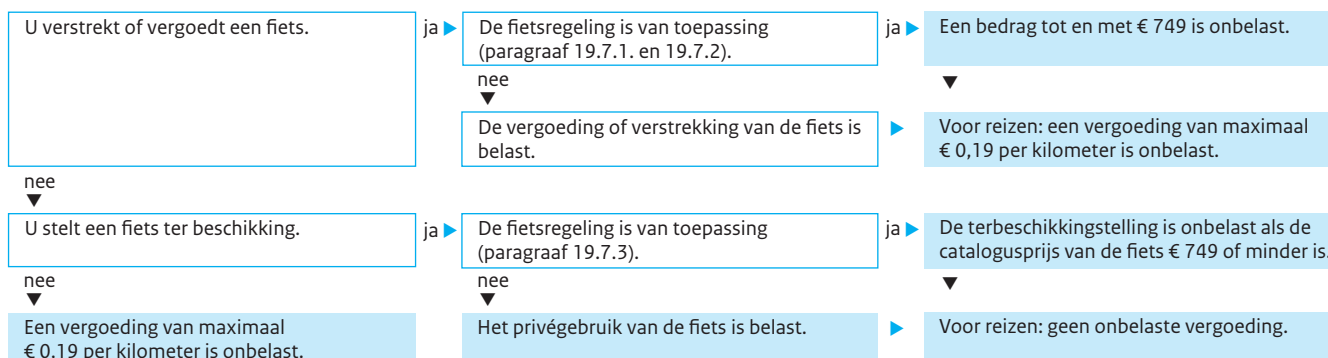 U verstrekt of vergoedt een fiets.
ja
De fietsregeling is van toepassing
(paragraaf 19.7.1. en 19.7.2).
ja
Een bedrag tot en met € 749 is onbelast.
nee
De vergoeding of verstrekking van de fiets is
belast.
Voor reizen: een vergoeding van maximaal
€ 0,19 per kilometer is onbelast.
nee
U stelt een fiets ter beschikking.
ja
De fietsregeling is van toepassing
(paragraaf 19.7.3).
ja
De terbeschikkingstelling is onbelast als de
catalogusprijs van de fiets € 749 of minder is.
nee
nee
Een vergoeding van maximaal
€ 0,19 per kilometer is onbelast.
Het privégebruik van de fiets is belast.
Voor reizen: geen onbelaste vergoeding.